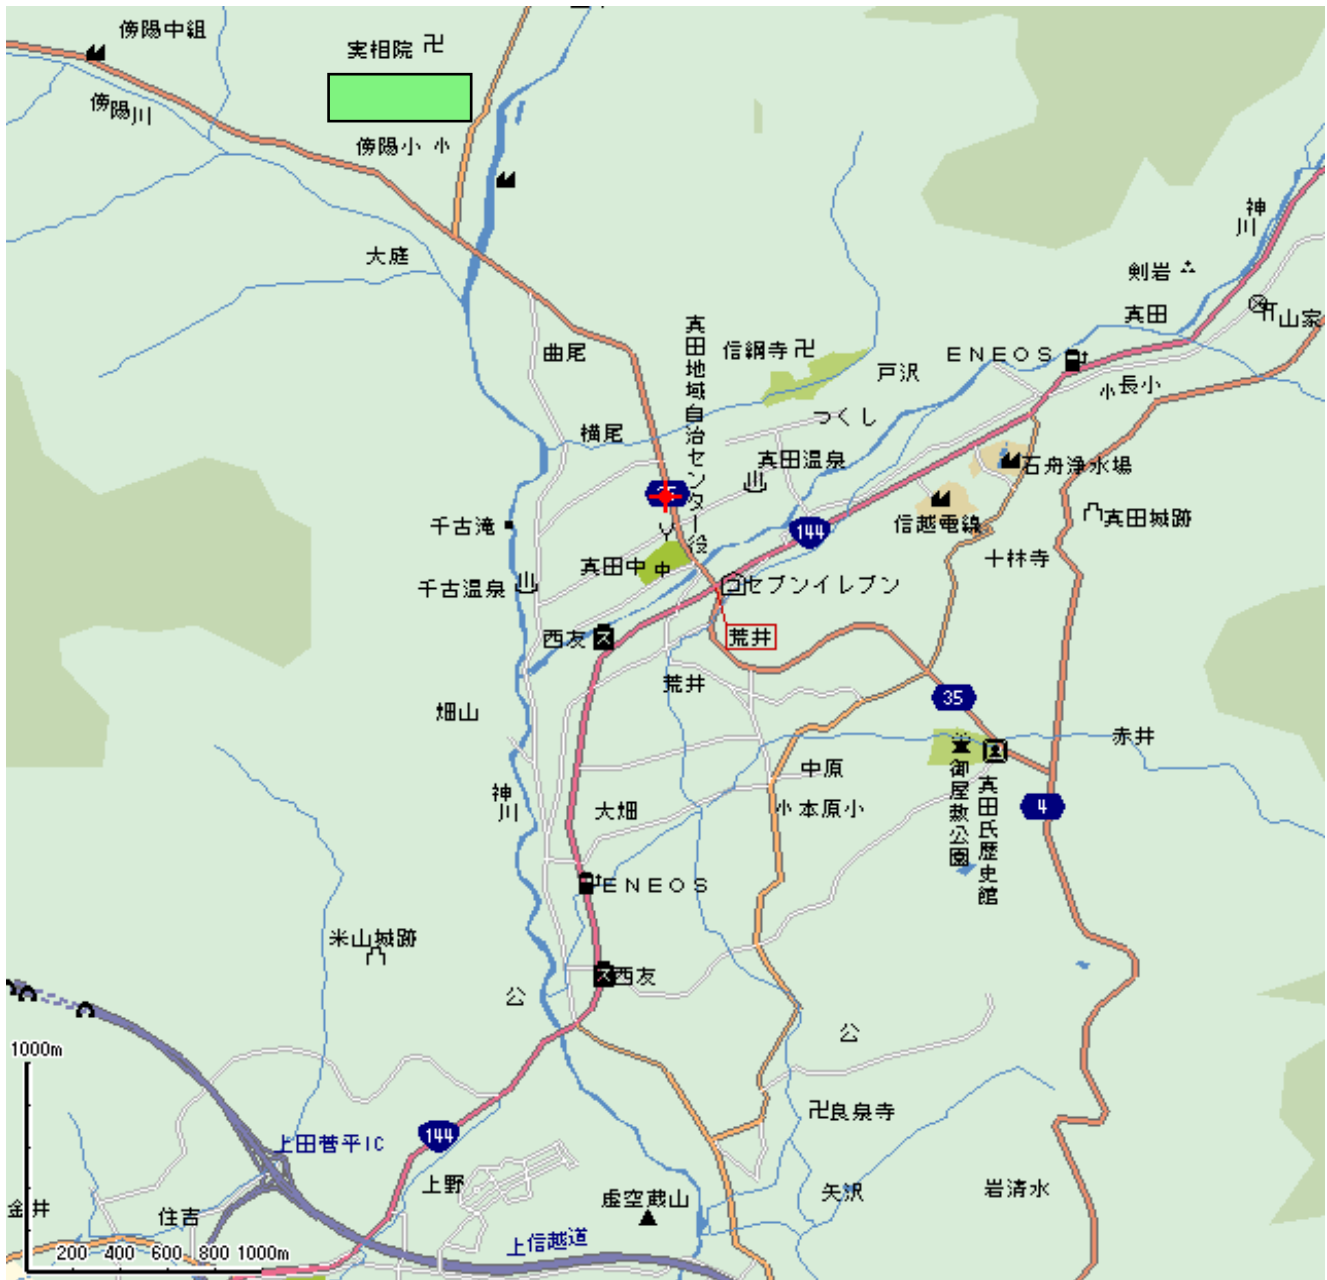 傍陽中組
実相院
傍陽川
傍陽小
小
大庭
神川
剣岩
真田
山家
曲尾
真田地域自治センター
役
信綱寺
戸沢
ENEOS
小
長小
つくし
横尾
真田温泉
石舟浄水場
信越電線
真田城跡
144
千古滝
十林寺
真田中
中
千古温泉
セブンイレブン
西友
荒井
荒井
35
畑山
赤井
中原
御屋敷公園
真田氏歴史館
神川
大畑
小
本原小
4
ENEOS
米山城跡
西友
公
公
1000m
良泉寺
144
上田菅平IC
上野
矢沢
岩清水
虚空蔵山
金井
住吉
上信越道
200 400 600 800 1000m